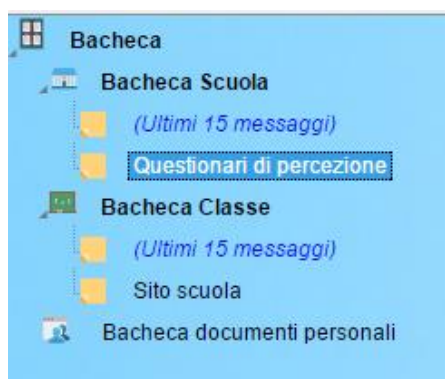 Bacheca
Bacheca Scuola
(Ultimi 15 messaggi)
Questionari di percezione
Bacheca Classe
(Ultimi 15 messaggi)
Sito scuola
Bacheca documenti personali